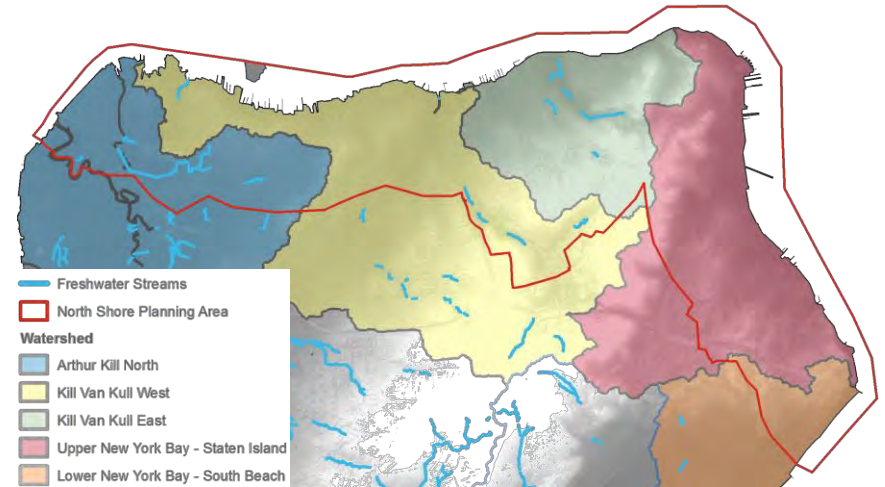 Freshwater Streams
North Shore Planning Area
Watershed
Arthur Kill North
Kill Van Kull West
Kill Van Kull East
Upper New York Bay - Staten Island
Lower New York Bay - South Beach